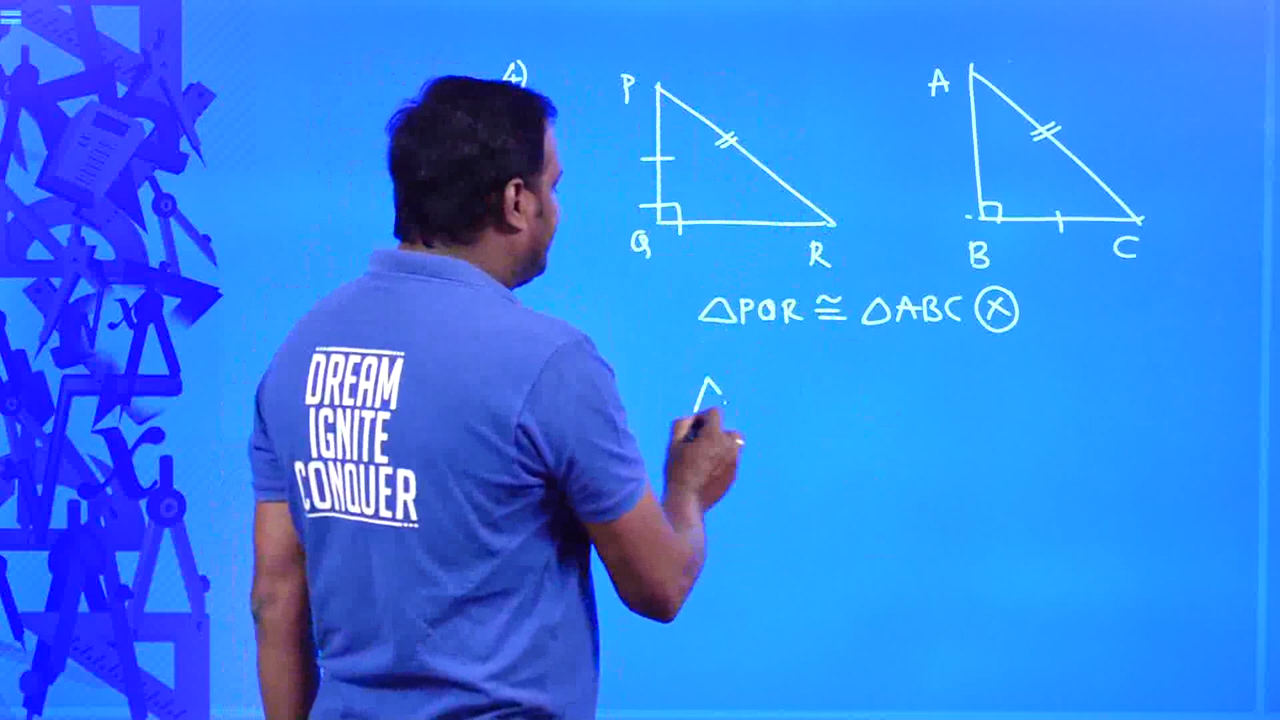 4)
P
A
Q
R
B
C
△PQR ≅ △ABC ⓧ
DREAM
IGNITE
CONQUER